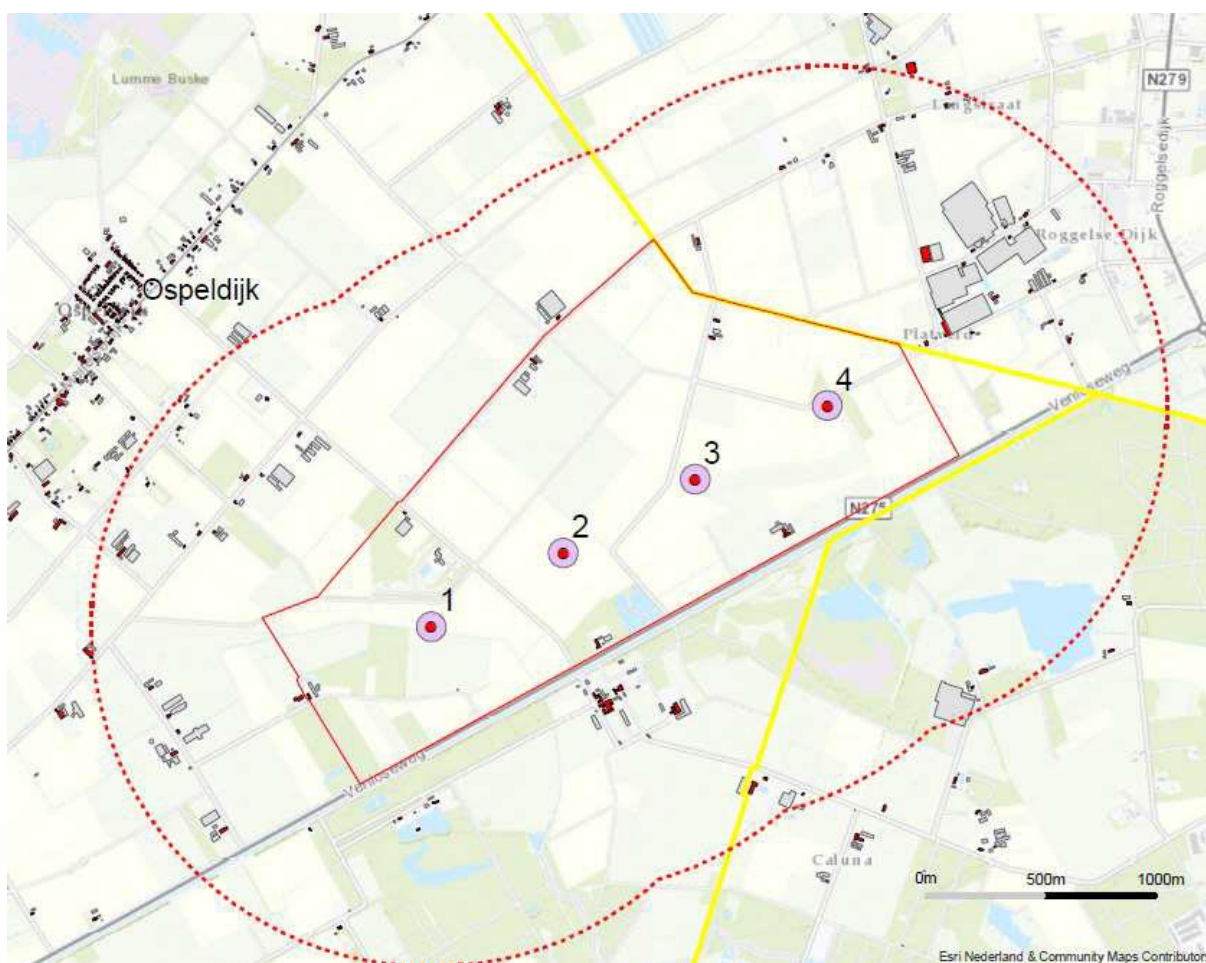 Lumme Buske
N279
Langstraat
Roggelsedijk
Roggelse Dijk
Ospeldijk
Platveld
Venloseweg
4
3
N275
2
1
Venloseweg
Caluna
0m 500m 1000m
Esri Nederland & Community Maps Contributors